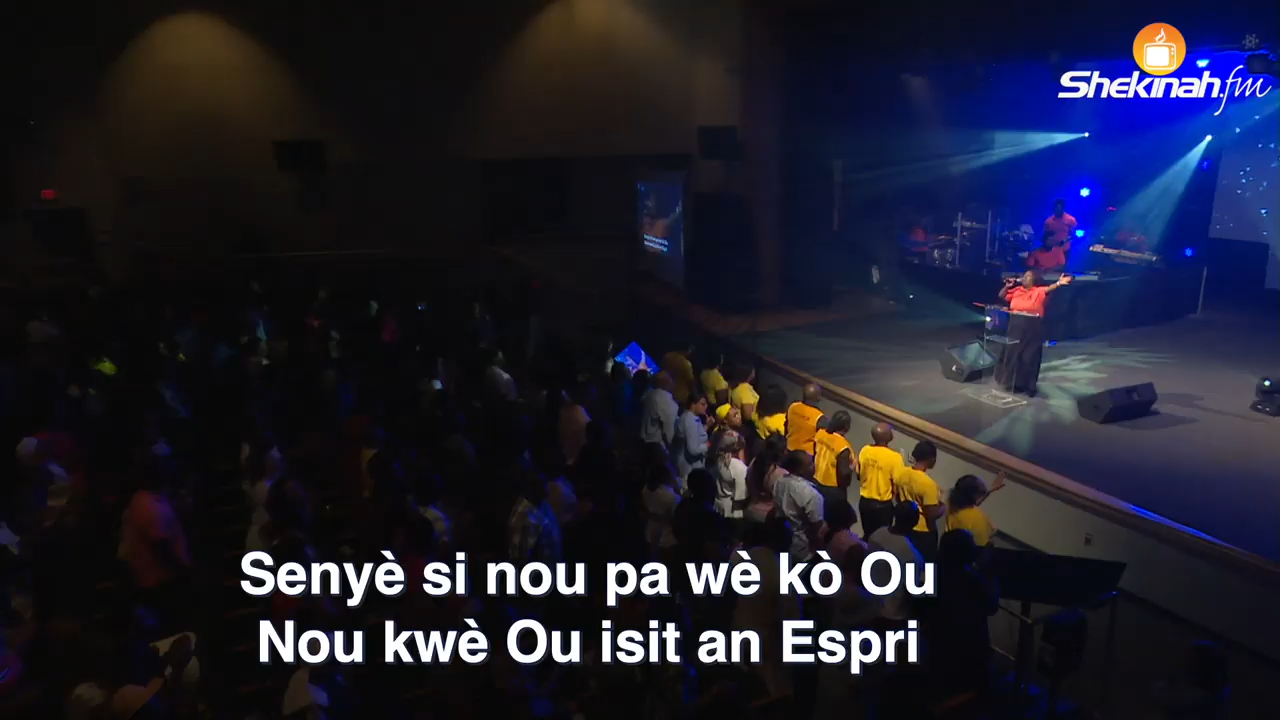 Shekinah.fm
Senyè si nou pa wè kò Ou
Nou kwè Ou isit an Espri